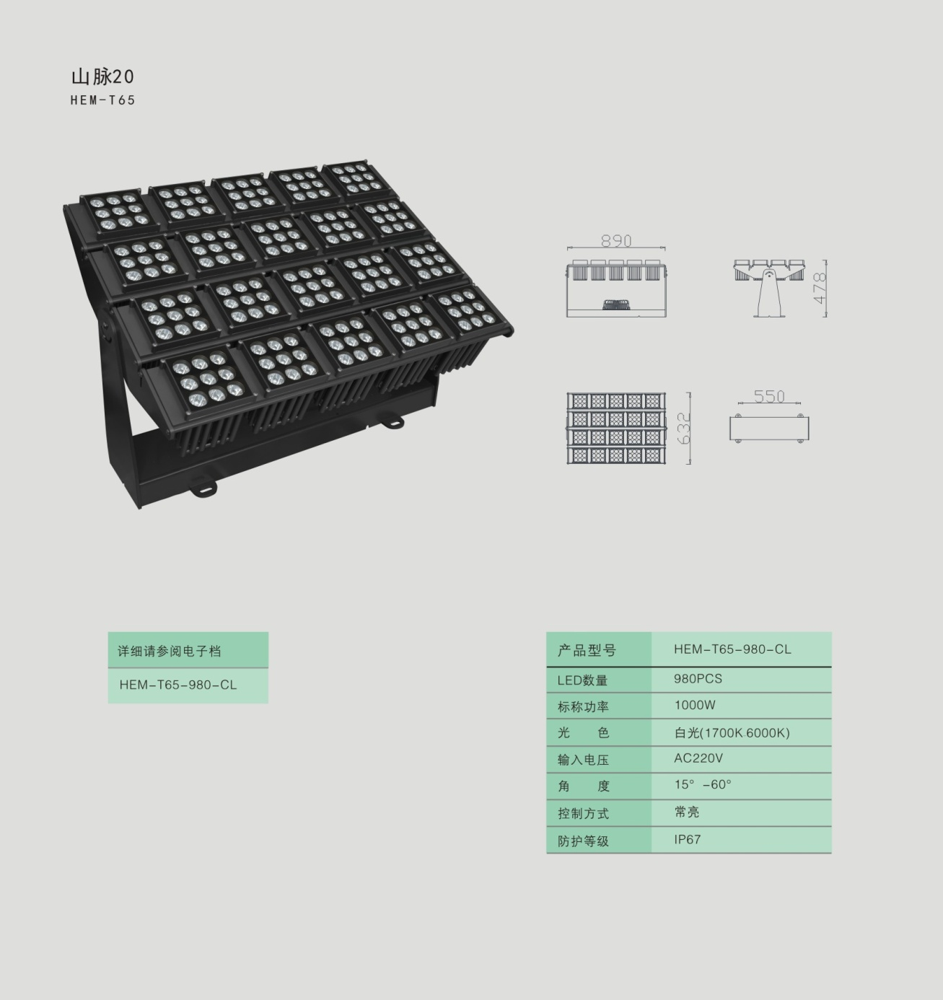 山脉20
HEM-T65
890
478
632
550
详细请参阅电子档
HEM-T65-980-CL
产品型号 HEM-T65-980-CL
LED数量 980PCS
标称功率 1000W
光 色 白光(1700K-6000K)
输入电压 AC220V
角 度 15° -60°
控制方式 常亮
防护等级 IP67